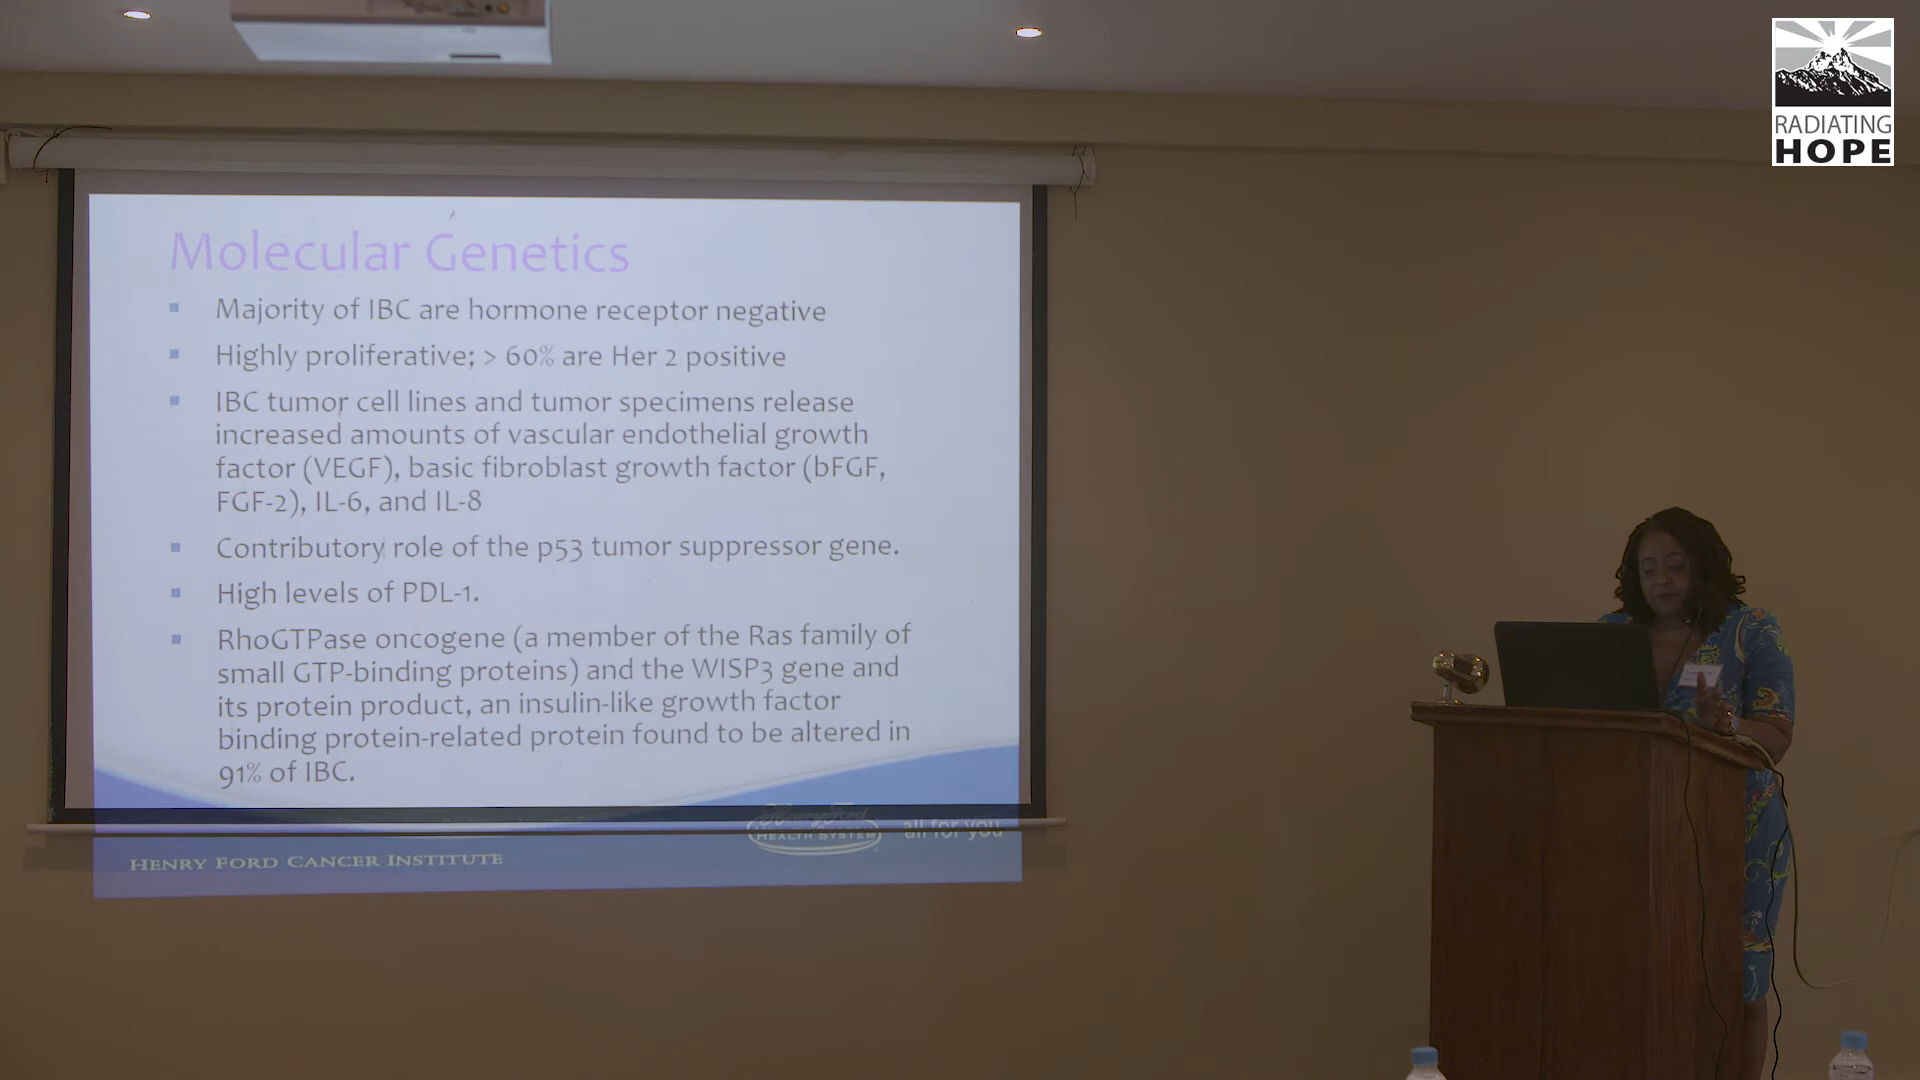 RADIATING
HOPE
Molecular Genetics
Majority of IBC are hormone receptor negative
Highly proliferative; > 60% are Her 2 positive
IBC tumor cell lines and tumor specimens release
increased amounts of vascular endothelial growth
factor (VEGF), basic fibroblast growth factor (bFGF,
FGF-2), IL-6, and IL-8
Contributory role of the p53 tumor suppressor gene.
High levels of PDL-1.
RhoGTPase oncogene (a member of the Ras family of
small GTP-binding proteins) and the WISP3 gene and
its protein product, an insulin-like growth factor
binding protein-related protein found to be altered in
91% of IBC.
Henry Ford
HEALTH SYSTEM
all for you
HENRY FORD CANCER INSTITUTE